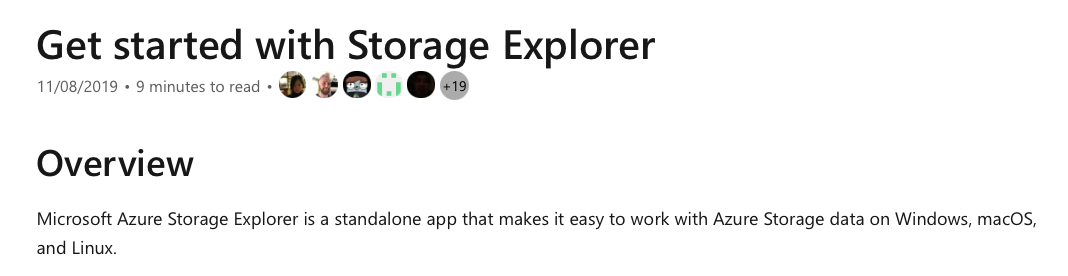 Get started with Storage Explorer
11/08/2019 • 9 minutes to read • +19
Overview
Microsoft Azure Storage Explorer is a standalone app that makes it easy to work with Azure Storage data on Windows, macOS,
and Linux.